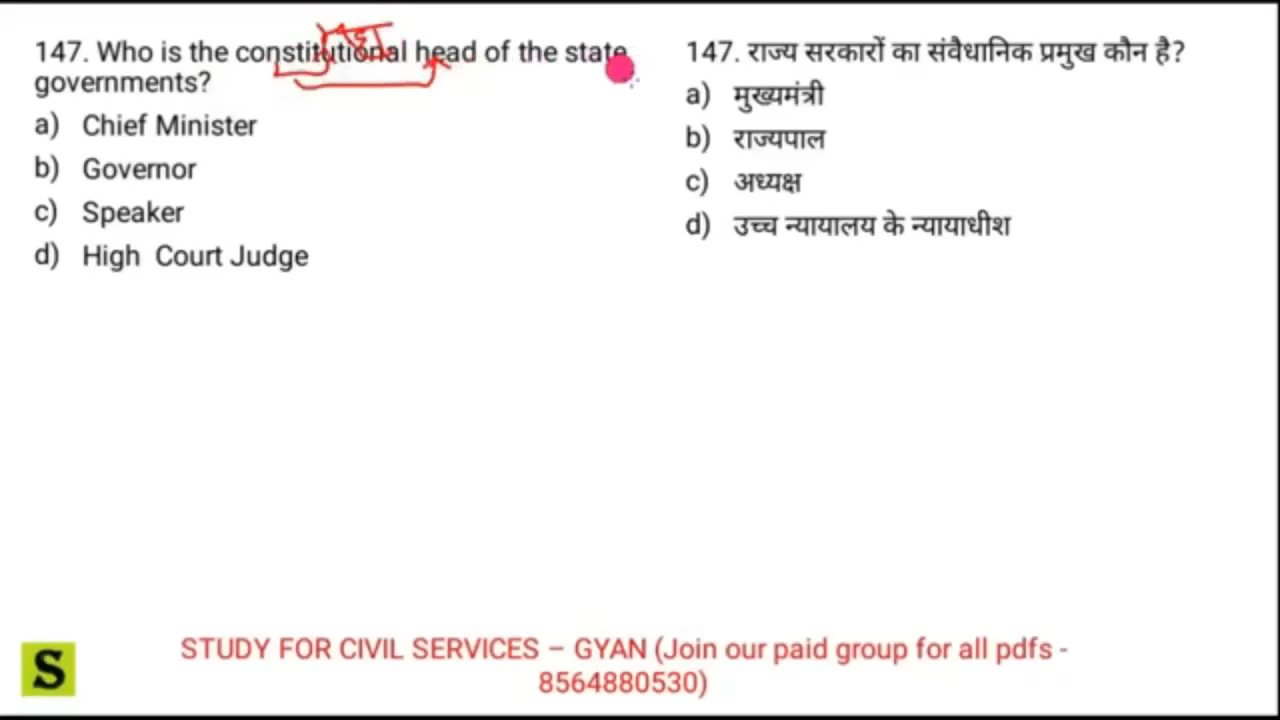 147. Who is the constitutional head of the state
governments?
a) Chief Minister
b) Governor
c) Speaker
d) High Court Judge
147. राज्य सरकारों का संवैधानिक प्रमुख कौन है?
a) मुख्यमंत्री
b) राज्यपाल
c) अध्यक्ष
d) उच्च न्यायालय के न्यायाधीश
S
STUDY FOR CIVIL SERVICES – GYAN (Join our paid group for all pdfs -
8564880530)